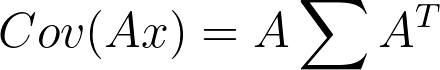 Cov(Ax) = A∑A^T